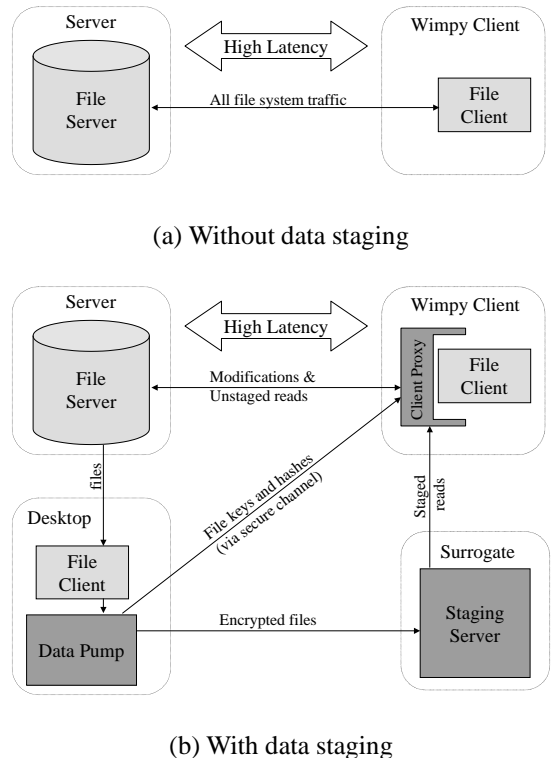 Server
Wimpy Client
High Latency
File
Server
All file system traffic
File
Client
(a) Without data staging
Server
Wimpy Client
High Latency
File
Server
Modifications &
Unstaged reads
Client Proxy
File
Client
files
File keys and hashes
(via secure channel)
Staged
reads
Desktop
File
Client
Data Pump
Encrypted files
Surrogate
Staging
Server
(b) With data staging